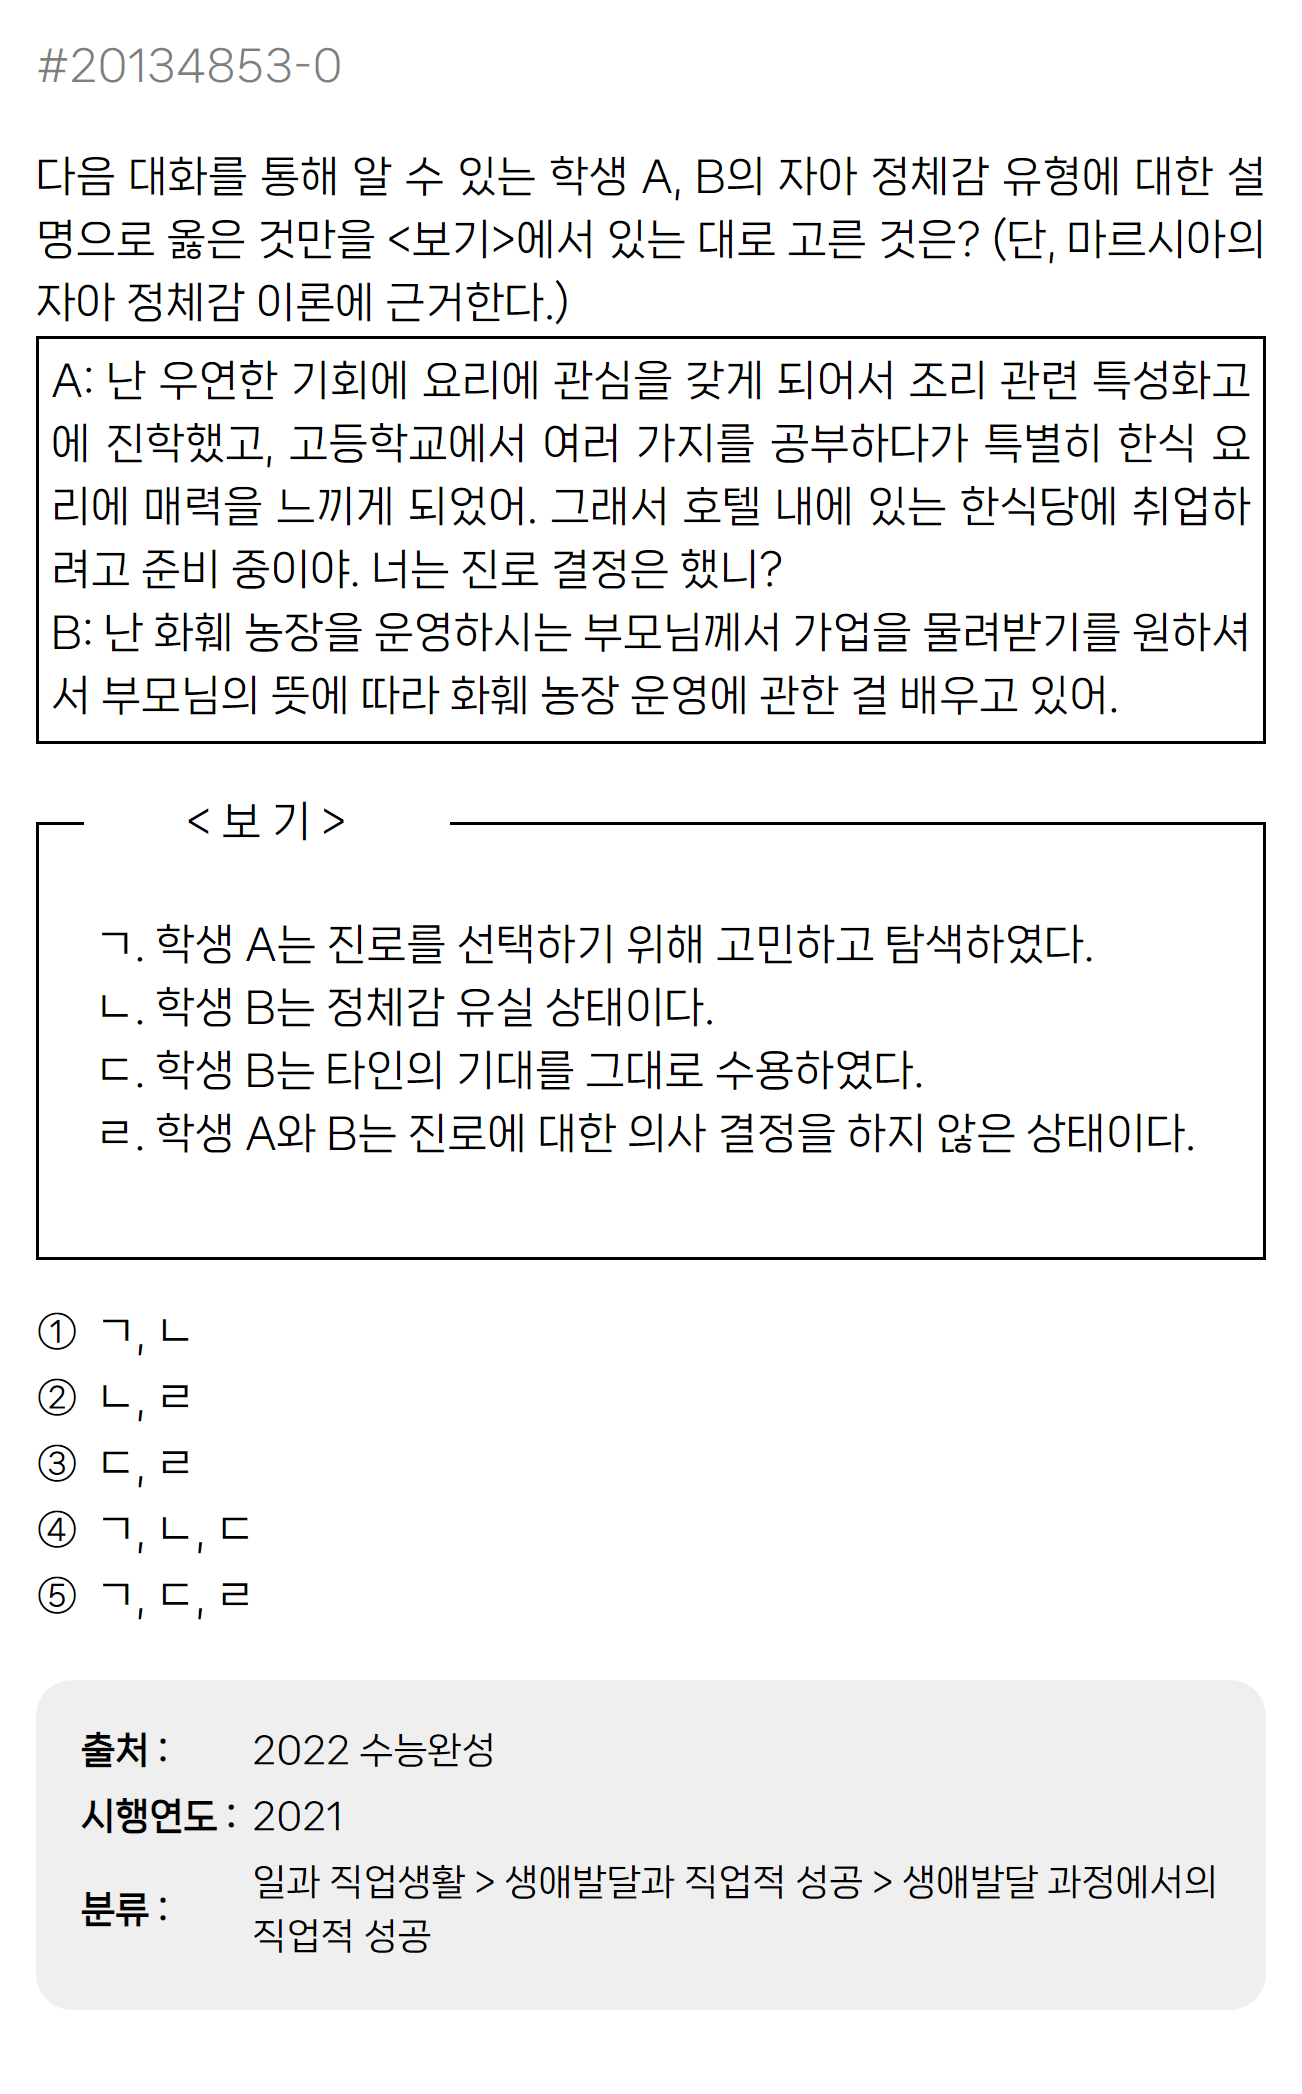 #20134853-0
다음 대화를 통해 알 수 있는 학생 A, B의 자아 정체감 유형에 대한 설
명으로 옳은 것만을 <보기>에서 있는 대로 고른 것은? (단, 마르시아의
자아 정체감 이론에 근거한다.)
A: 난 우연한 기회에 요리에 관심을 갖게 되어서 조리 관련 특성화고
에 진학했고, 고등학교에서 여러 가지를 공부하다가 특별히 한식 요
리에 매력을 느끼게 되었어. 그래서 호텔 내에 있는 한식당에 취업하
려고 준비 중이야. 너는 진로 결정은 했니?
B: 난 화훼 농장을 운영하시는 부모님께서 가업을 물려받기를 원하셔
서 부모님의 뜻에 따라 화훼 농장 운영에 관한 걸 배우고 있어.
< 보 기 >
ㄱ. 학생 A는 진로를 선택하기 위해 고민하고 탐색하였다.
ㄴ. 학생 B는 정체감 유실 상태이다.
ㄷ. 학생 B는 타인의 기대를 그대로 수용하였다.
ㄹ. 학생 A와 B는 진로에 대한 의사 결정을 하지 않은 상태이다.
① ㄱ, ㄴ
② ㄴ, ㄹ
③ ㄷ, ㄹ
④ ㄱ, ㄴ, ㄷ
⑤ ㄱ, ㄷ, ㄹ
출처 : 2022 수능완성
시행연도 : 2021
분류 : 일과 직업생활 > 생애발달과 직업적 성공 > 생애발달 과정에서의
직업적 성공